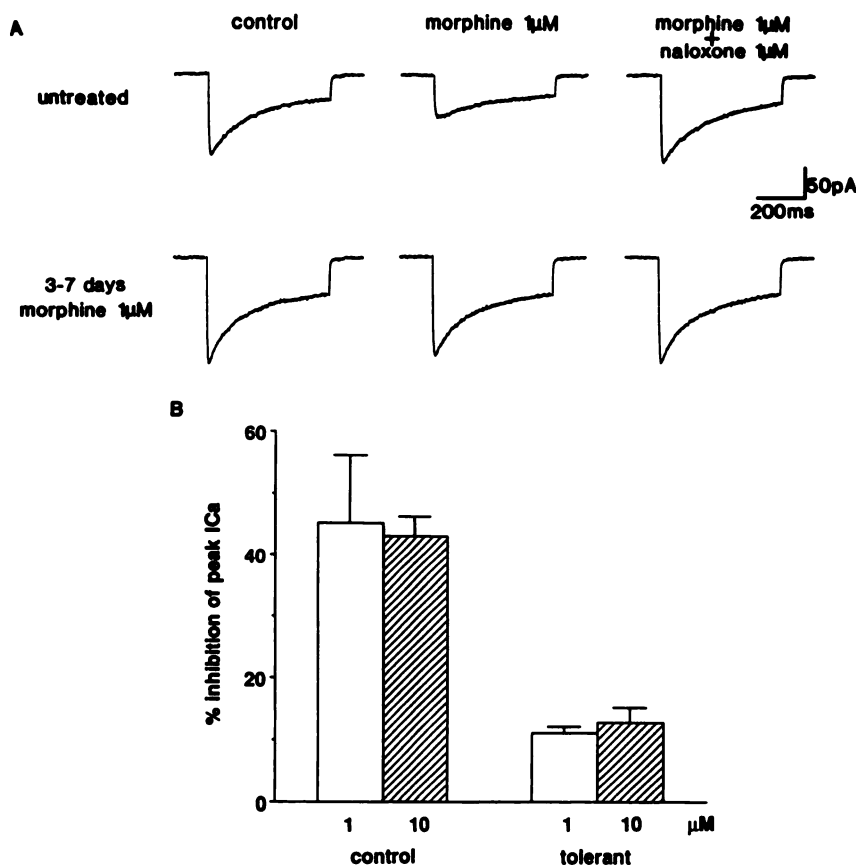 A
control
morphine 1μM
morphine 1μM
+
naloxone 1μM
untreated
50pA
200ms
3-7 days
morphine 1μM
B
% inhibition of peak ICa
60
40
20
0
1 10 1 10 μM
control tolerant